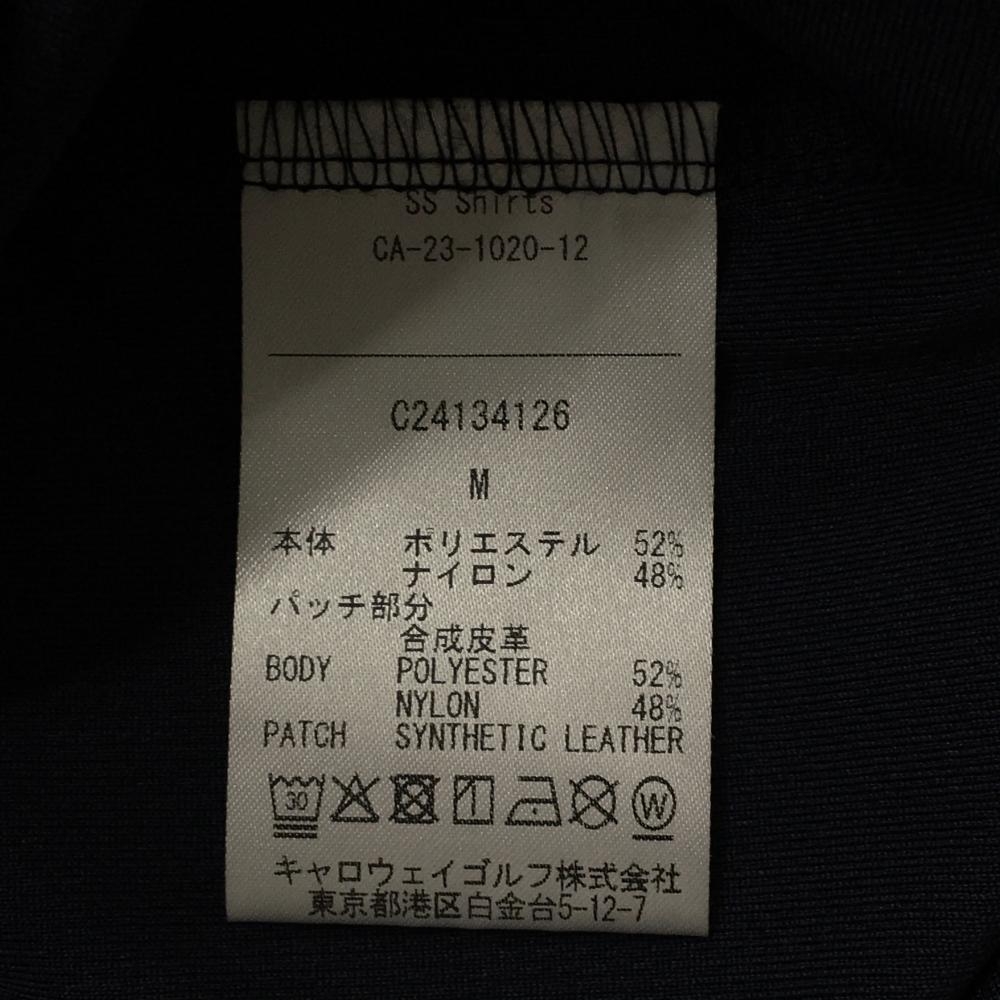 SS Shirts
CA-23-1020-12
C24134126
M
本体 ポリエステル 52%
ナイロン 48%
パッチ部分
合成皮革
BODY POLYESTER 52%
NYLON 48%
PATCH SYNTHETIC LEATHER
30 W
キャロウェイゴルフ株式会社
東京都港区白金台5-12-7